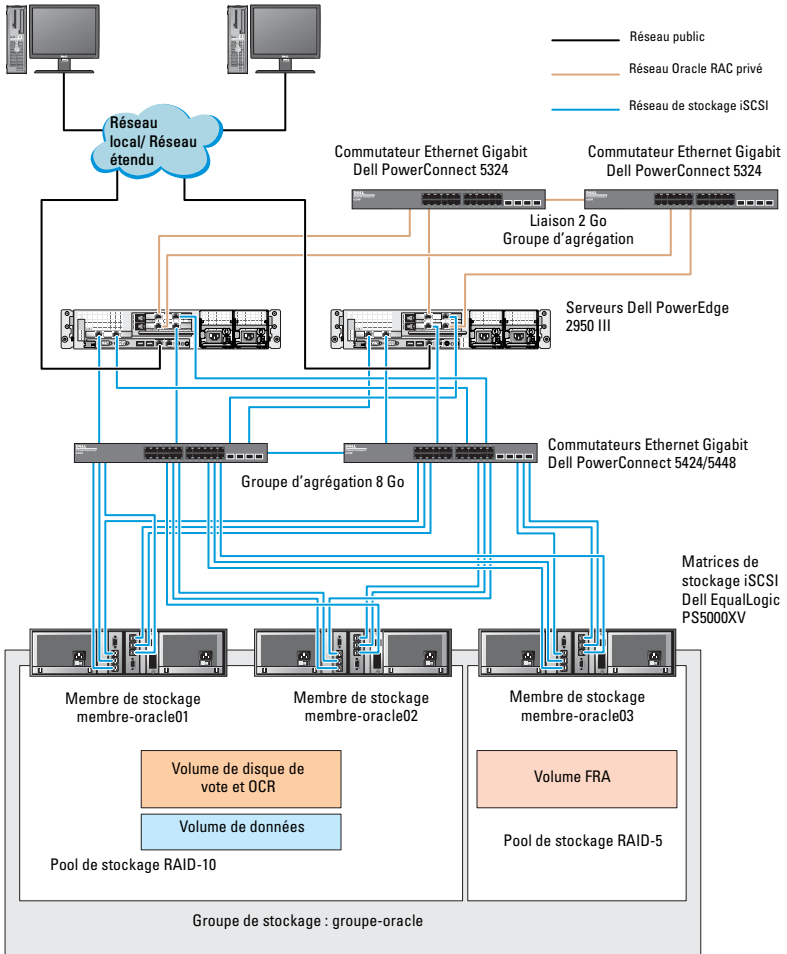 Réseau public
Réseau Oracle RAC privé
Réseau de stockage iSCSI
Réseau
local/ Réseau
étendu
Commutateur Ethernet Gigabit
Dell PowerConnect 5324
Commutateur Ethernet Gigabit
Dell PowerConnect 5324
Liaison 2 Go
Groupe d'agrégation
Serveurs Dell PowerEdge
2950 III
Commutateurs Ethernet Gigabit
Dell PowerConnect 5424/5448
Groupe d'agrégation 8 Go
Matrices de
stockage iSCSI
Dell EqualLogic
PS5000XV
Membre de stockage
membre-oracle01
Membre de stockage
membre-oracle02
Membre de stockage
membre-oracle03
Volume de disque de
vote et OCR
Volume FRA
Volume de données
Pool de stockage RAID-5
Pool de stockage RAID-10
Groupe de stockage : groupe-oracle